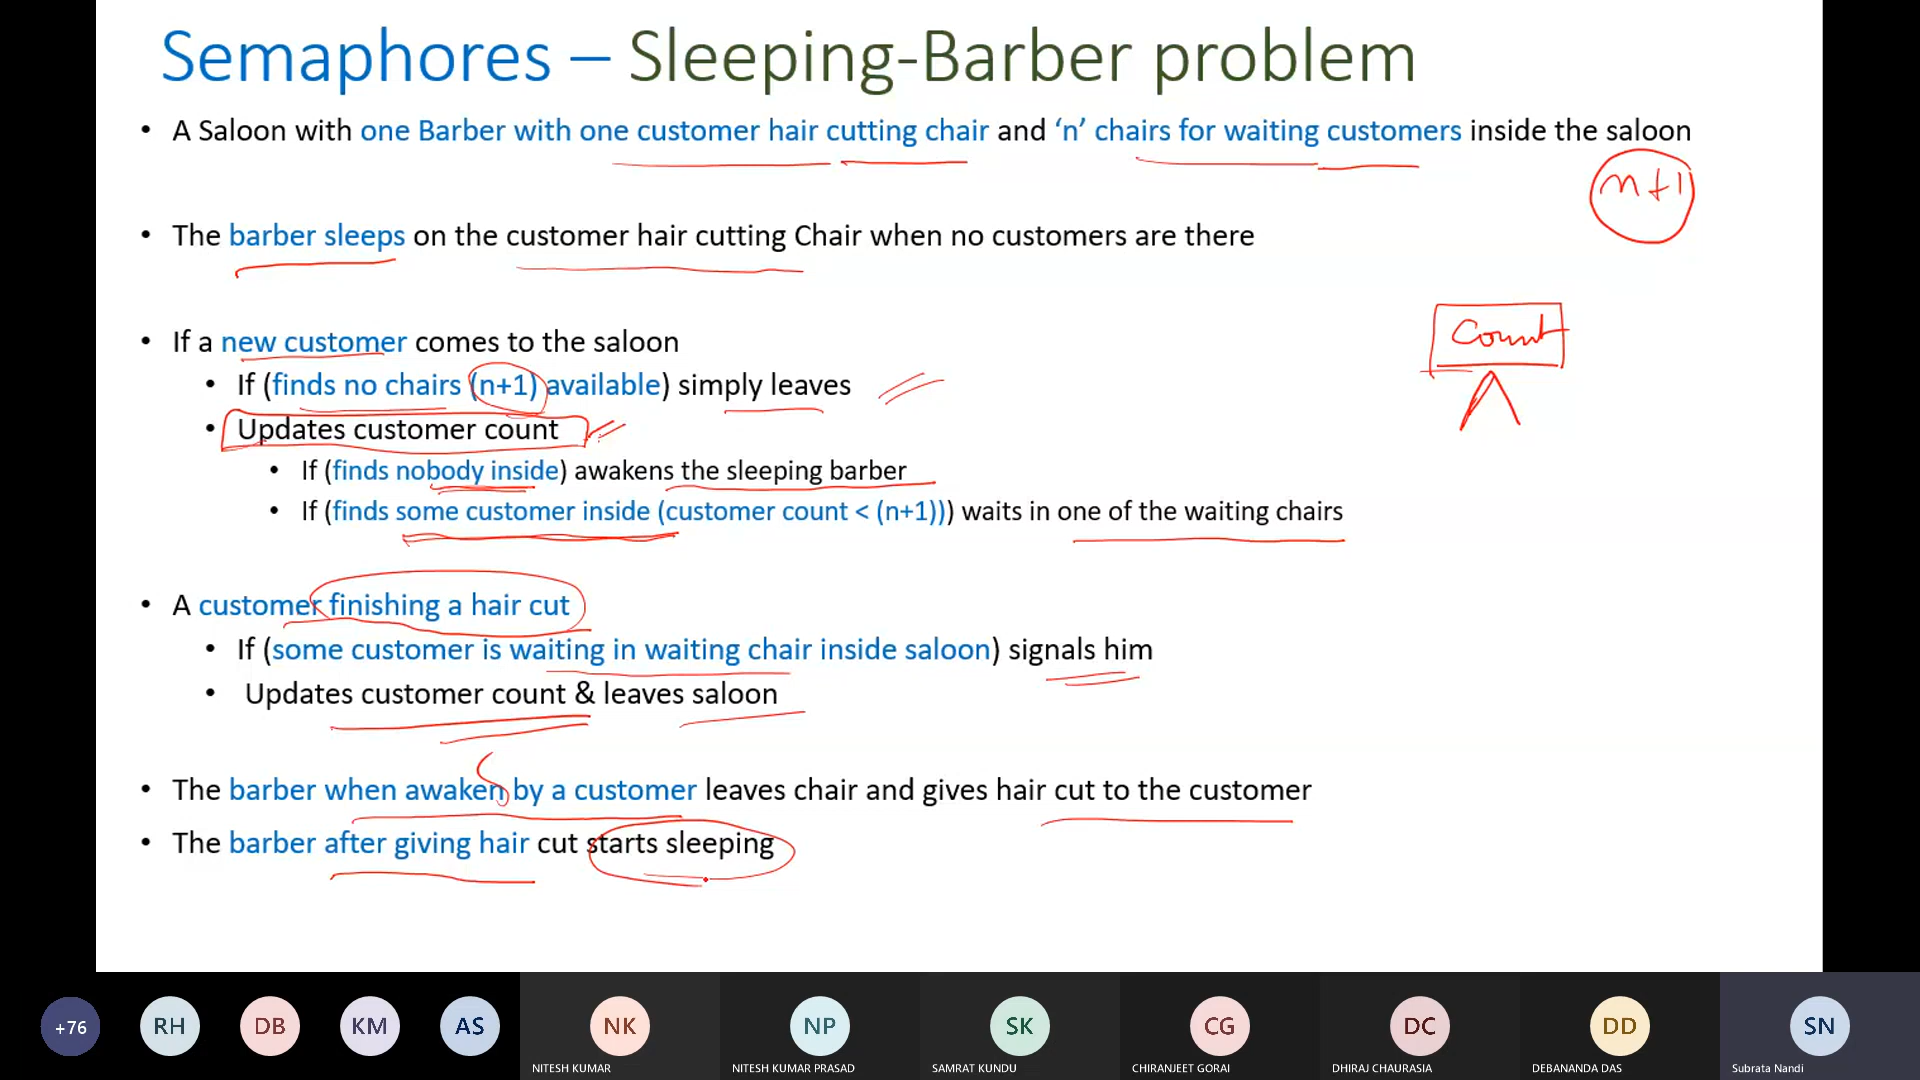 Semaphores – Sleeping-Barber problem
• A Saloon with one Barber with one customer hair cutting chair and ‘n’ chairs for waiting customers inside the saloon
n+1
• The barber sleeps on the customer hair cutting Chair when no customers are there
Count
• If a new customer comes to the saloon
• If (finds no chairs (n+1) available) simply leaves
• Updates customer count
• If (finds nobody inside) awakens the sleeping barber
• If (finds some customer inside (customer count < (n+1))) waits in one of the waiting chairs
• A customer finishing a hair cut
• If (some customer is waiting in waiting chair inside saloon) signals him
• Updates customer count & leaves saloon
• The barber when awaken by a customer leaves chair and gives hair cut to the customer
• The barber after giving hair cut starts sleeping
+76 RH DB KM AS NK NP SK CG DC DD SN
NITESH KUMAR NITESH KUMAR PRASAD SAMRAT KUNDU CHIRANJEET GORAI DHIRAJ CHAURASIA DEBANANDA DAS Subrata Nandi